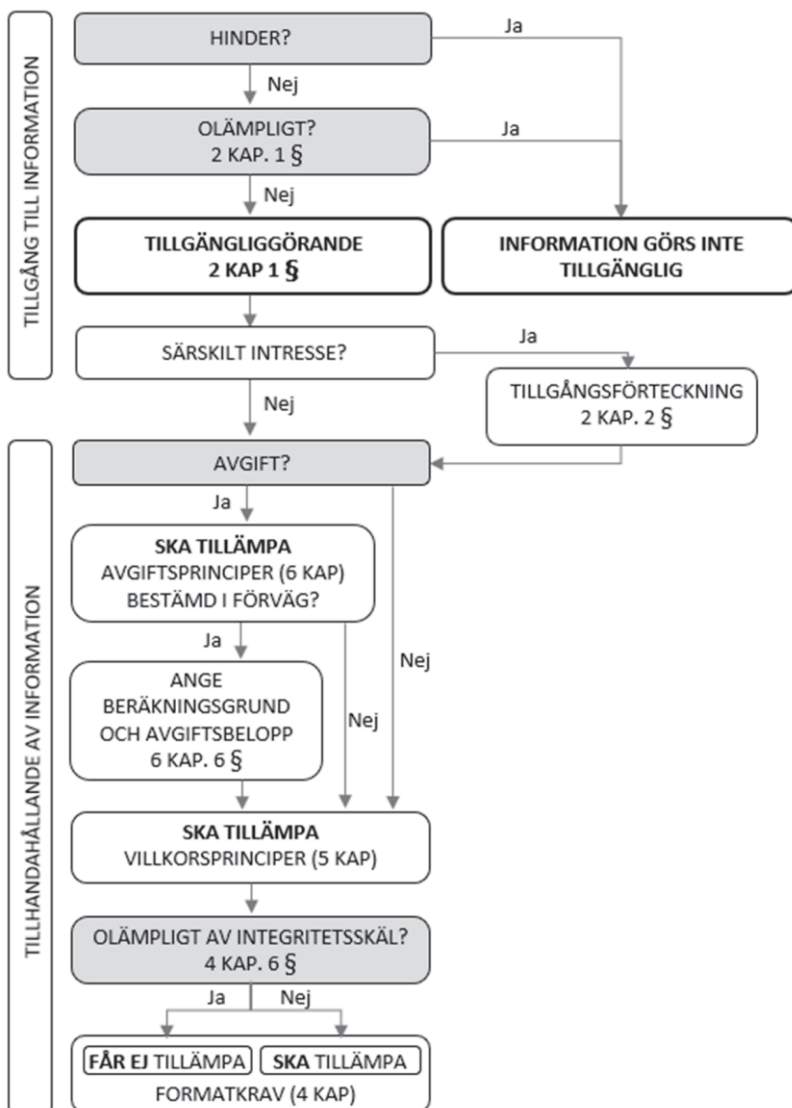 TILLGÅNG TILL INFORMATION
HINDER?
Ja
Nej
OLÄMPLIGT?
2 KAP. 1 §
Ja
Nej
TILLGÄNGLIGGÖRANDE
2 KAP 1 §
INFORMATION GÖRS INTE
TILLGÄNGLIG
SÄRSKILT INTRESSE?
Ja
Nej
TILLGÅNGSFÖRTECKNING
2 KAP. 2 §
TILLHANDAHÅLLANDE AV INFORMATION
AVGIFT?
Ja
SKA TILLÄMPA
AVGIFTSPRINCIPER (6 KAP)
BESTÄMD I FÖRVÄG?
Ja
Nej
ANGE
BERÄKNINGSGRUND
OCH AVGIFTSBELOPP
6 KAP. 6 §
Nej
SKA TILLÄMPA
VILLKORSPRINCIPER (5 KAP)
OLÄMPLIGT AV INTEGRITETSSKÄL?
4 KAP. 6 §
Ja
Nej
FÅR EJ TILLÄMPA
SKA TILLÄMPA
FORMATKRAV (4 KAP)